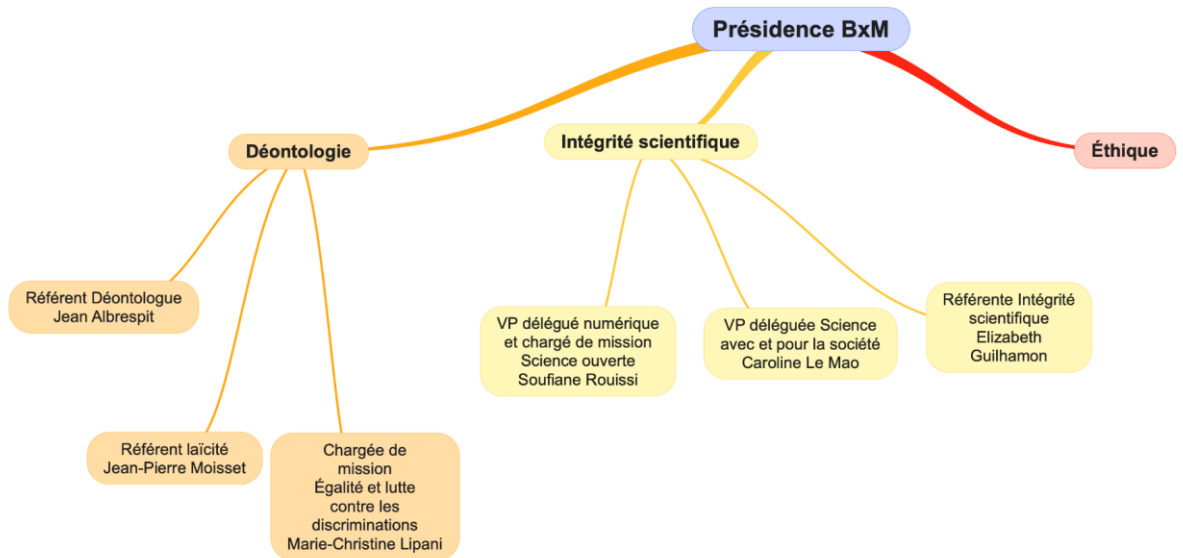 Présidence BxM
Déontologie
Intégrité scientifique
Éthique
Référent Déontologue
Jean Albrespit
Référent laïcité
Jean-Pierre Moisset
Chargée de
mission
Égalité et lutte
contre les
discriminations
Marie-Christine Lipani
VP délégué numérique
et chargé de mission
Science ouverte
Soufiane Rouissi
VP déléguée Science
avec et pour la société
Caroline Le Mao
Référente Intégrité
scientifique
Elizabeth
Guilhamon